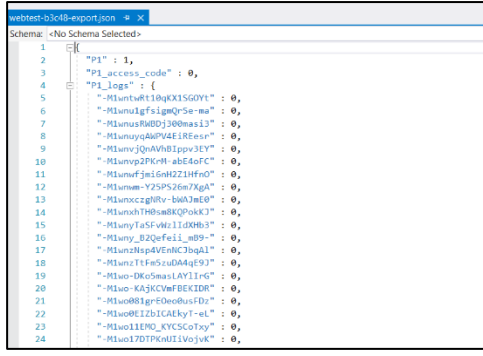 webtest-b3c48-export.json
Schema: <No Schema Selected>
1 {
2 "P1" : 1,
3 "P1_access_code" : 0,
4 "P1_logs" : {
5 "-M1wntwRt10qKX1SGOYt" : 0,
6 "-M1wnu1gfsigmQr5e-ma" : 0,
7 "-M1wnusRWBDj300masi3" : 0,
8 "-M1wnuyqAWPV4EiREesr" : 0,
9 "-M1wnvjQnAVhBIppv3EY" : 0,
10 "-M1wnvp2PKrM-abE4oFC" : 0,
11 "-M1wnwfjmi6nH2Z1HfnO" : 0,
12 "-M1wnwm-Y25PS26m7XgA" : 0,
13 "-M1wnxczgNRv-bWAJmE0" : 0,
14 "-M1wnxhTH0sm8KQPokKJ" : 0,
15 "-M1wnyTaSFvWzlIdXHb3" : 0,
16 "-M1wny_B2Qefeii_mB9-" : 0,
17 "-M1wnzNsp4VEnNCJbqAl" : 0,
18 "-M1wnzTtFm5zuDA4qE9J" : 0,
19 "-M1wo-DKo5masLAYlIrG" : 0,
20 "-M1wo-KAjKCVmFBEKIDR" : 0,
21 "-M1wo081grEOeo0usFDz" : 0,
22 "-M1wo0EIZbICAEkyT-eL" : 0,
23 "-M1wo11EMO_KYCSCoTxy" : 0,
24 "-M1wo17DTPKnUIiVojvK" : 0,